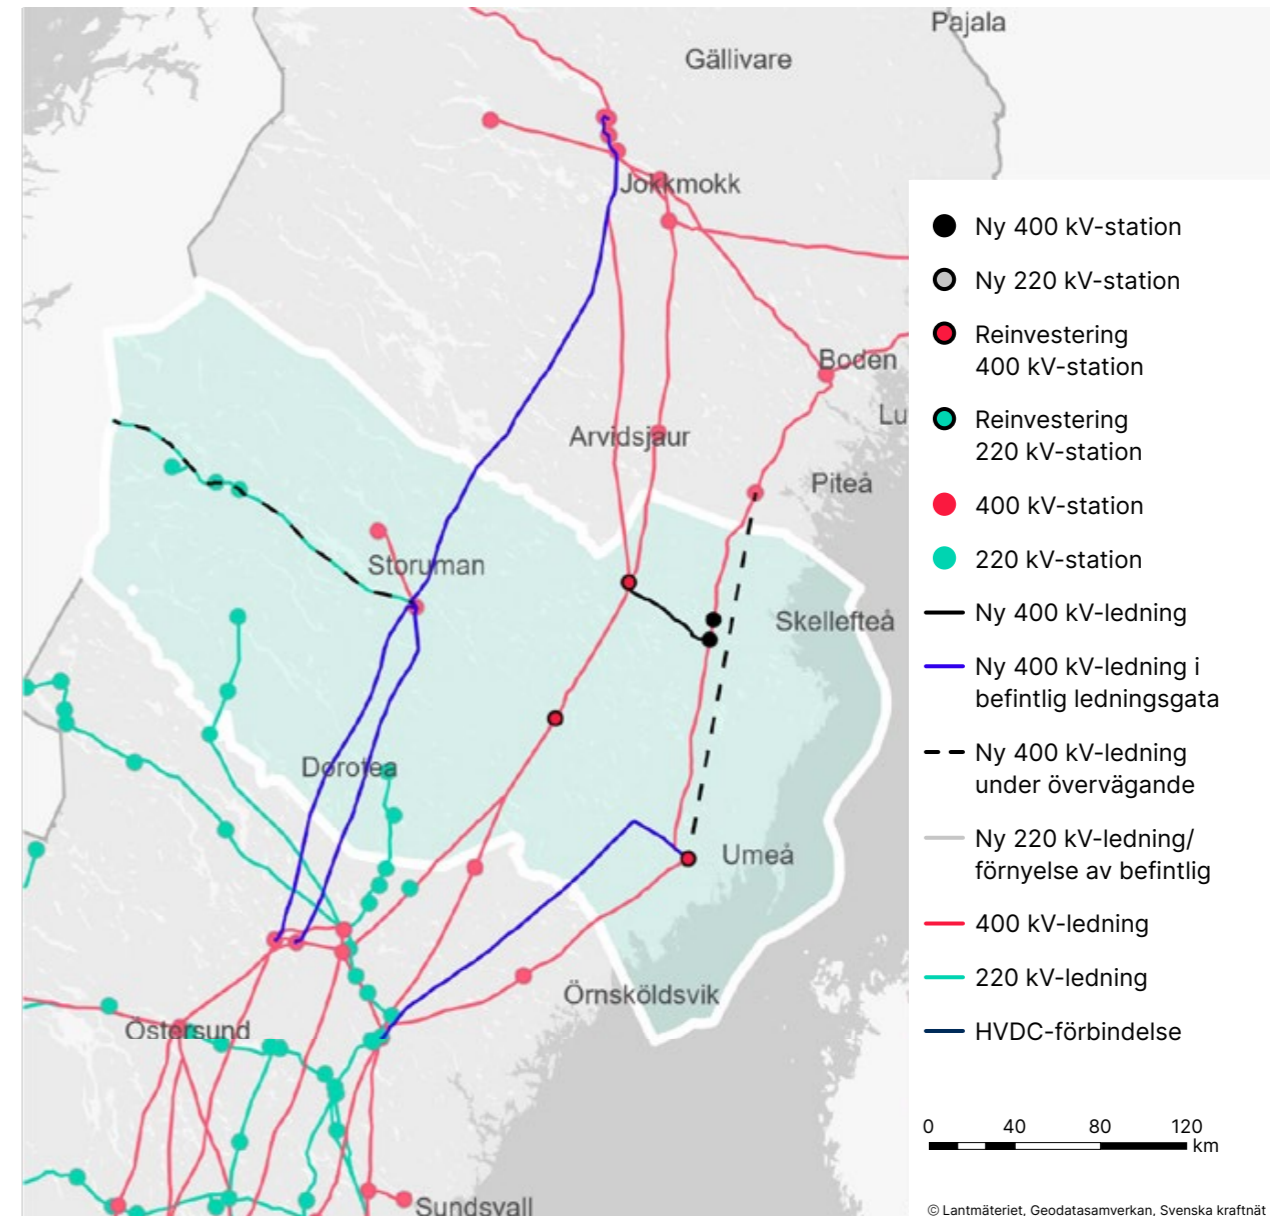 Pajala
Gällivare
Jokkmokk
Boden
Lu
Arvidsjaur
Piteå
Storuman
Skellefteå
Dorotea
Umeå
Örnsköldsvik
Östersund
Sundsvall
Ny 400 kV-station
Ny 220 kV-station
Reinvestering
400 kV-station
Reinvestering
220 kV-station
400 kV-station
220 kV-station
Ny 400 kV-ledning
Ny 400 kV-ledning i
befintlig ledningsgata
Ny 400 kV-ledning
under övervägande
Ny 220 kV-ledning/
förnyelse av befintlig
400 kV-ledning
220 kV-ledning
HVDC-förbindelse
0 40 80 120
km
© Lantmäteriet, Geodatasamverkan, Svenska kraftnät